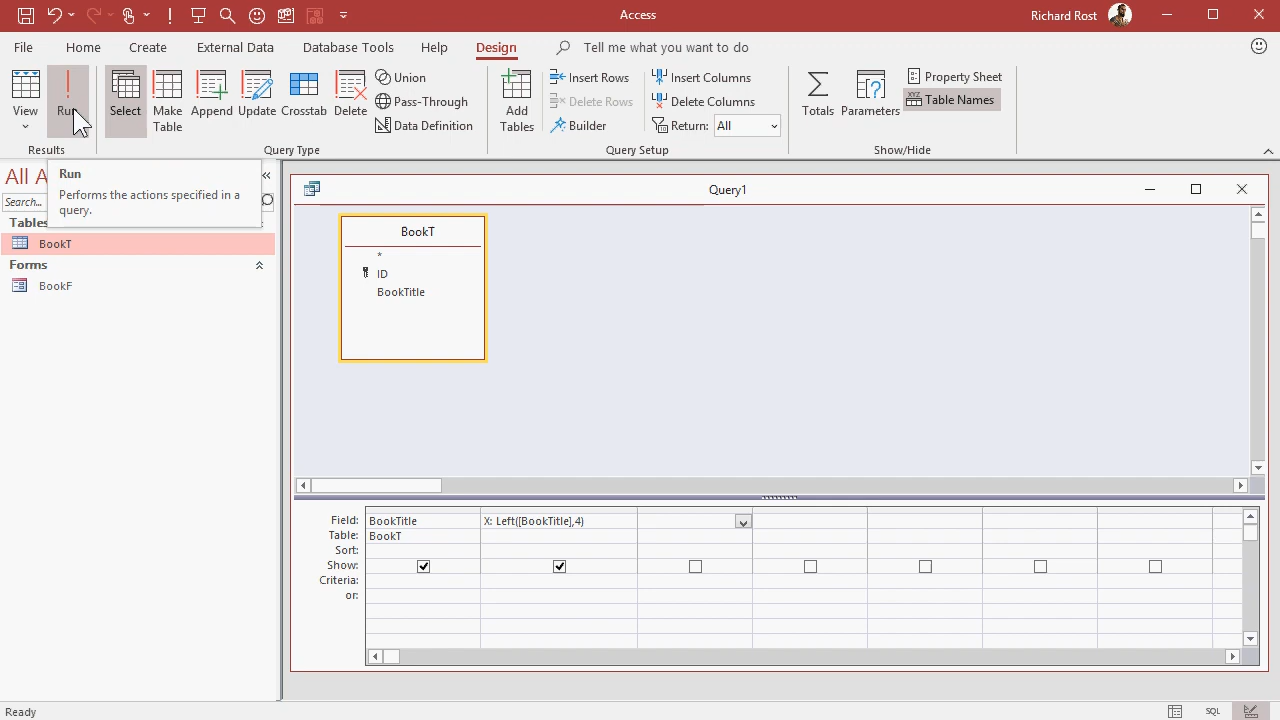 Access
Richard Rost
File Home Create External Data Database Tools Help Design Tell me what you want to do
View
Run
Select
Make Table
Append
Update
Crosstab
Delete
Union
Pass-Through
Data Definition
Add Tables
Insert Rows
Delete Rows
Builder
Insert Columns
Delete Columns
Return: All
Totals
Parameters
Property Sheet
Table Names
Results
Query Type
Query Setup
Show/Hide
Run
Performs the actions specified in a
query.
All A
Search...
Tables
BookT
Forms
BookF
Query1
BookT
*
ID
BookTitle
Field: BookTitle X: Left([BookTitle],4)
Table: BookT
Sort:
Show:
Criteria:
or:
Ready
SQL